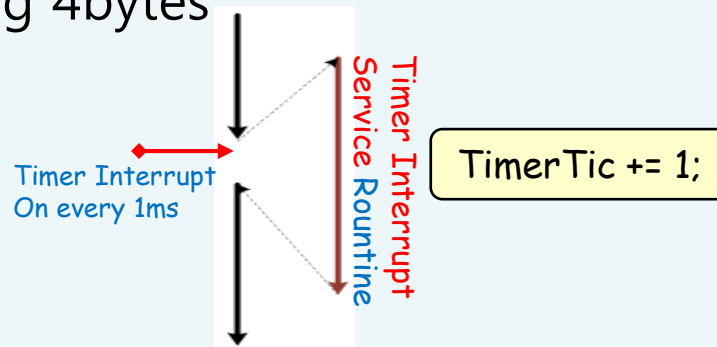 g 4bytes
Timer Interrupt
Service Rountine
Timer Interrupt
On every 1ms
TimerTic += 1;